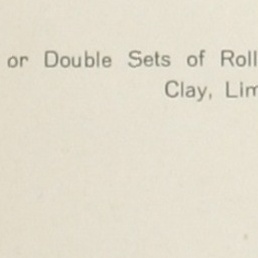 or Double Sets of Roll
Clay, Lim